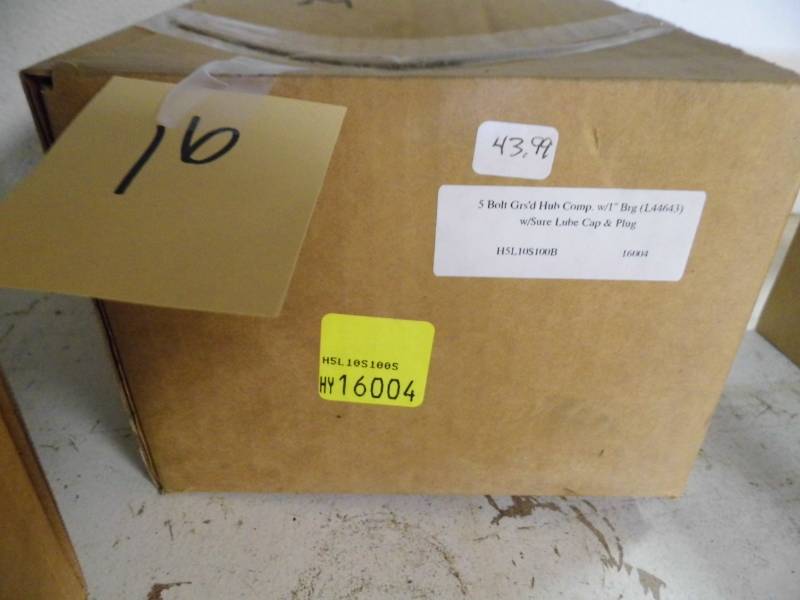 16
43.99
5 Bolt Grs'd Hub Comp. w/1" Brg (L44643)
w/Sure Lube Cap & Plug
H5L10S100B 16004
H5L10S100S
HY16004